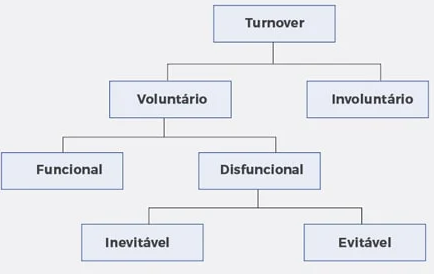 Turnover
Voluntário
Involuntário
Funcional
Disfuncional
Inevitável
Evitável